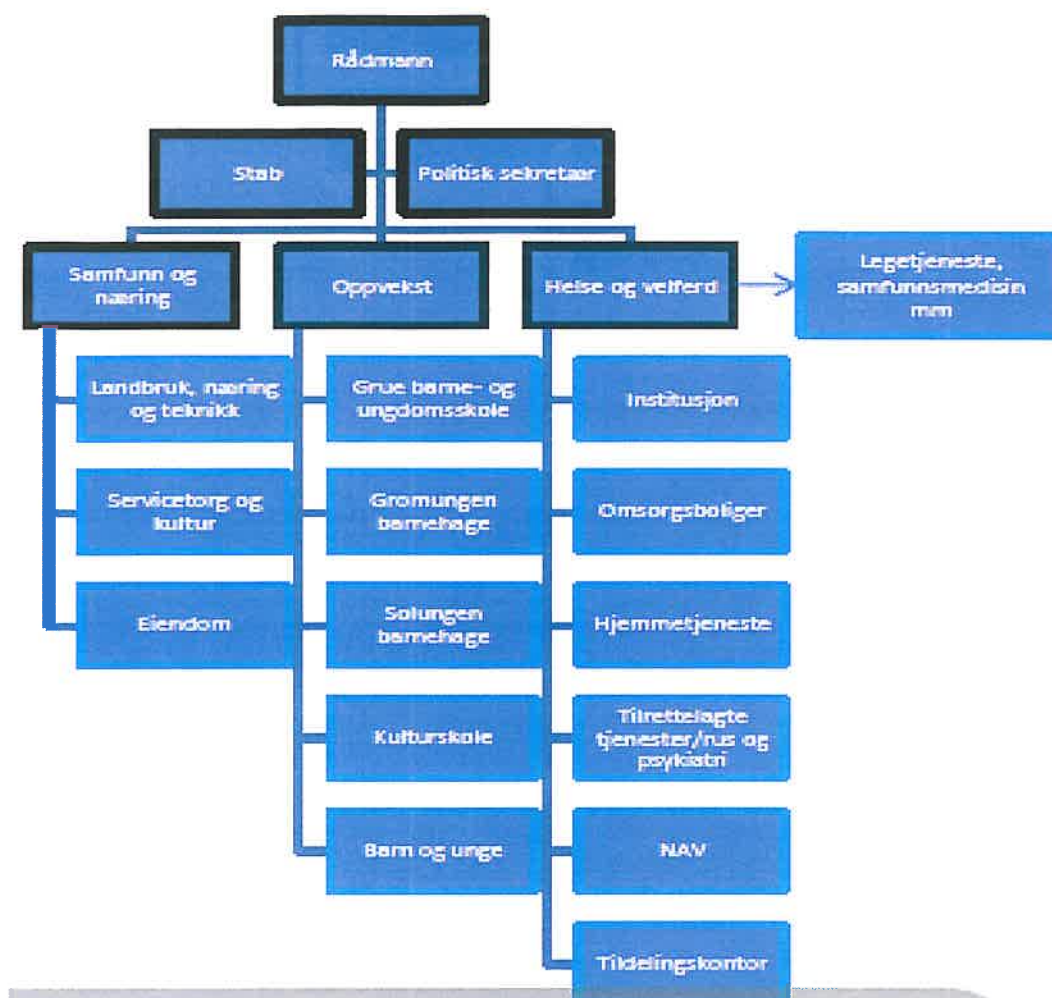 Rådmann
Stab
Politisk sekretær
Samfunn og
næring
Oppvekst
Helse og velferd
Legetjeneste,
samfunnsmedisin
mm
Landbruk, næring
og teknikk
Servicetorg og
kultur
Eiendom
Grue barne- og
ungdomsskole
Gromungen
barnehage
Solungen
barnehage
Kulturskole
Barn og unge
Institusjon
Omsorgsboliger
Hjemmetjeneste
Tilrettelagte
tjenester/rus og
psykiatri
NAV
Tildelingskontor